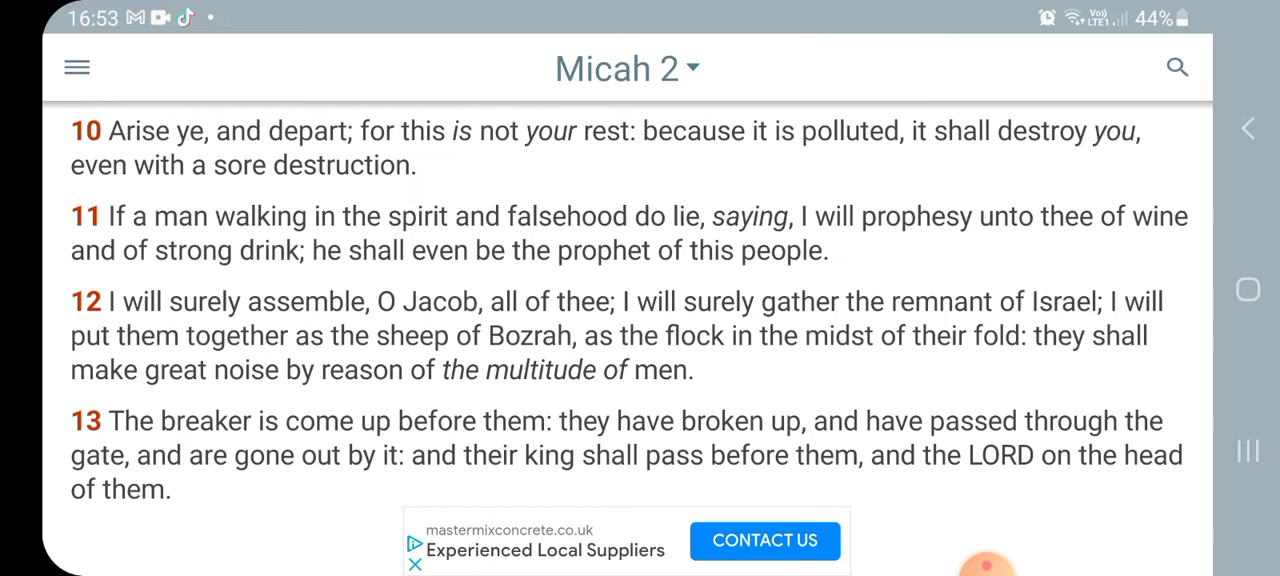 16:53
Vo)) LTE1 44%
Micah 2
10 Arise ye, and depart; for this is not your rest: because it is polluted, it shall destroy you,
even with a sore destruction.
11 If a man walking in the spirit and falsehood do lie, saying, I will prophesy unto thee of wine
and of strong drink; he shall even be the prophet of this people.
12 I will surely assemble, O Jacob, all of thee; I will surely gather the remnant of Israel; I will
put them together as the sheep of Bozrah, as the flock in the midst of their fold: they shall
make great noise by reason of the multitude of men.
13 The breaker is come up before them: they have broken up, and have passed through the
gate, and are gone out by it: and their king shall pass before them, and the LORD on the head
of them.
mastermixconcrete.co.uk
Experienced Local Suppliers
CONTACT US